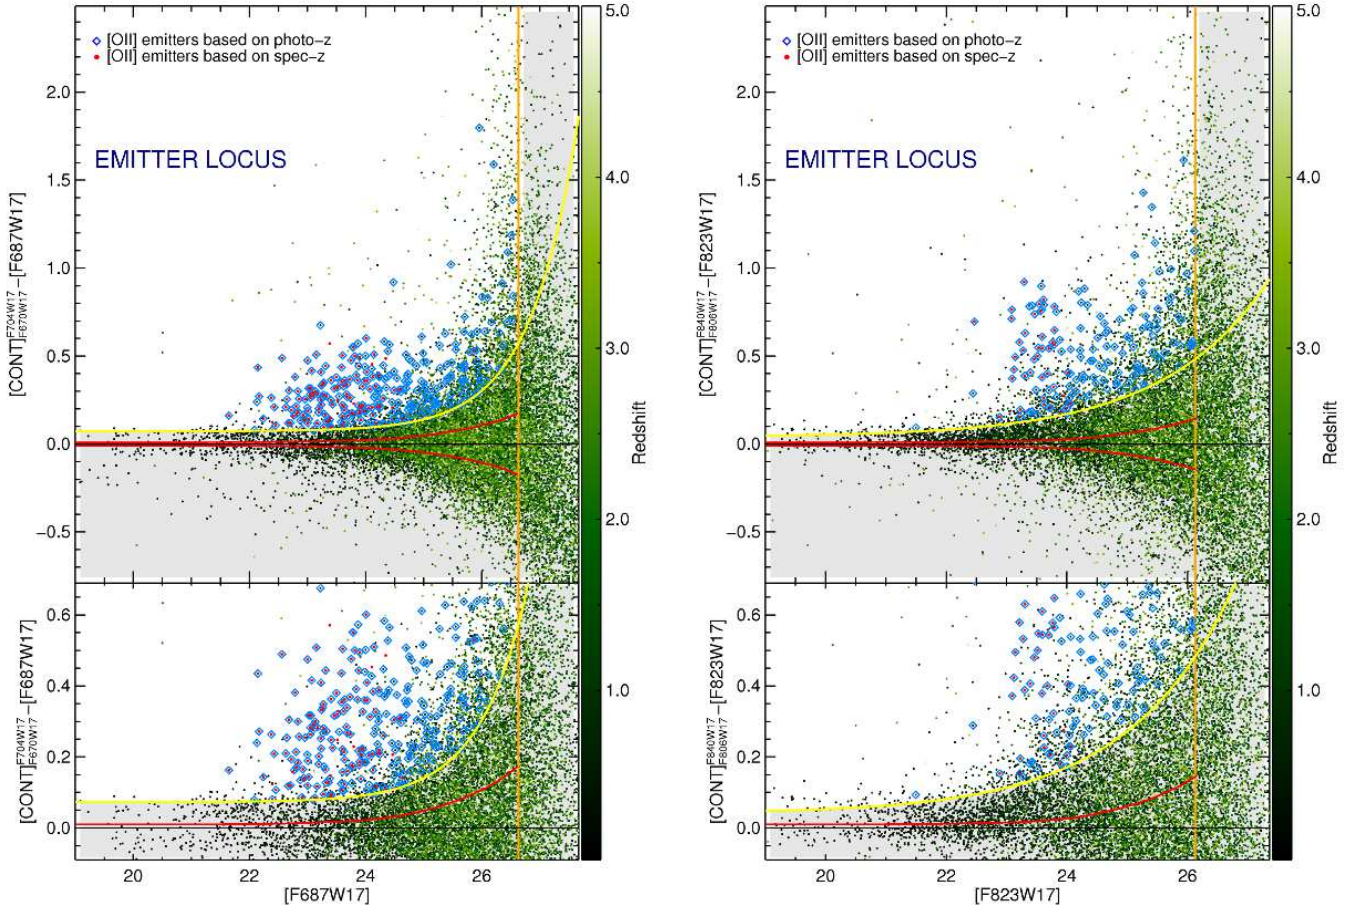 [OII] emitters based on photo-z
[OII] emitters based on spec-z
EMITTER LOCUS
2.0
1.5
1.0
0.5
0.0
−0.5
[CONT]F704W17 F670W17 −[F687W17]
0.6
0.4
0.2
0.0
[CONT]F704W17 F670W17 −[F687W17]
20
22
24
26
[F687W17]
5.0
4.0
3.0
2.0
1.0
Redshift
[OII] emitters based on photo-z
[OII] emitters based on spec-z
EMITTER LOCUS
2.0
1.5
1.0
0.5
0.0
−0.5
[CONT]F840W17 F806W17 −[F823W17]
0.6
0.4
0.2
0.0
[CONT]F840W17 F806W17 −[F823W17]
20
22
24
26
[F823W17]
5.0
4.0
3.0
2.0
1.0
Redshift